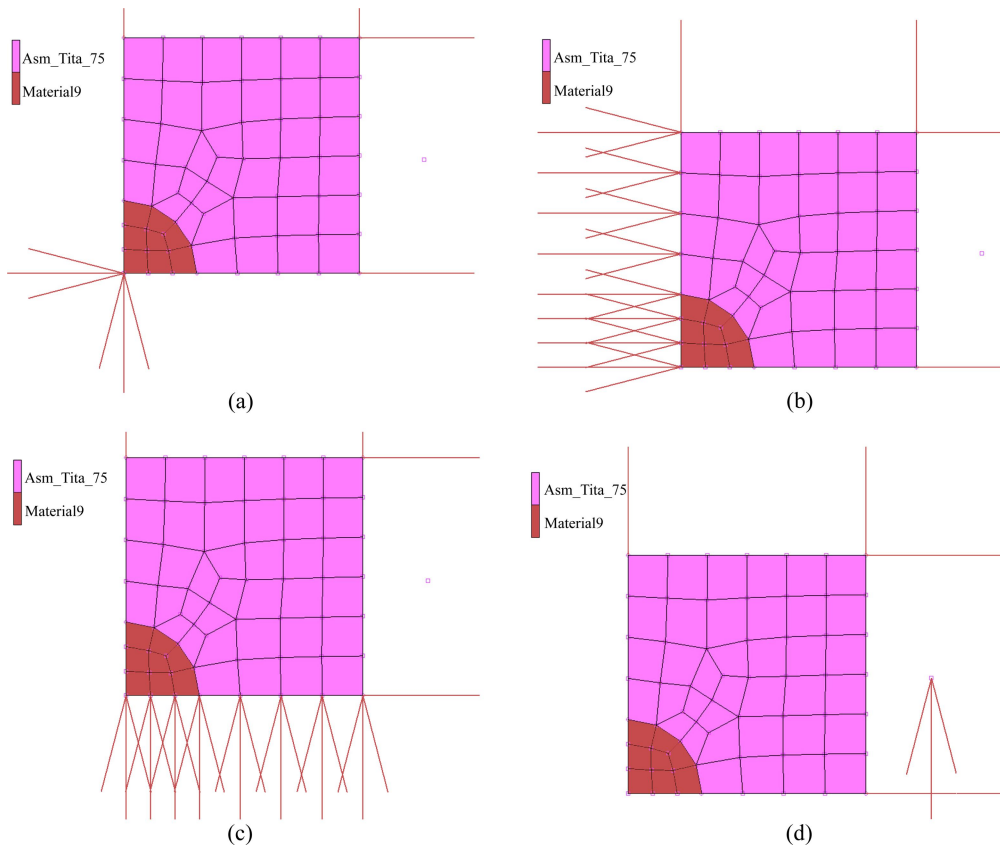 Asm_Tita_75
Material9
(a)
Asm_Tita_75
Material9
(b)
Asm_Tita_75
Material9
(c)
Asm_Tita_75
Material9
(d)